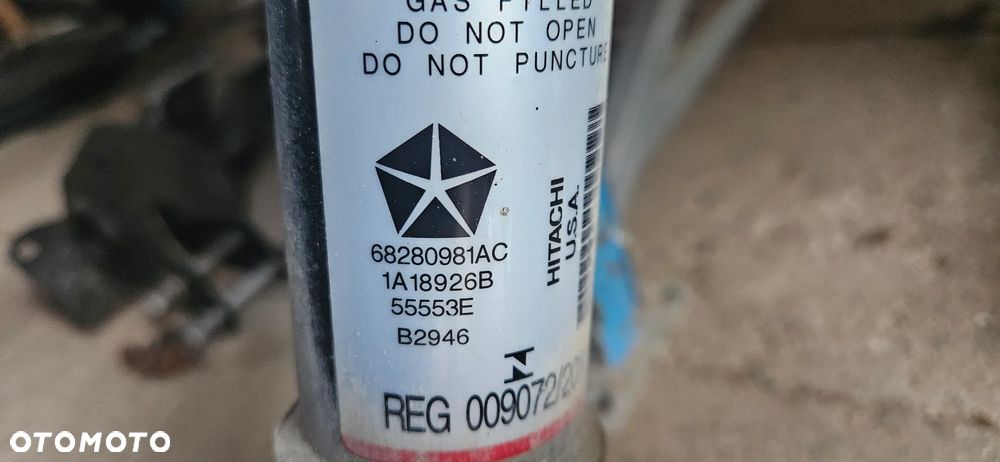 GAS FILLED
DO NOT OPEN
DO NOT PUNCTURE
68280981AC
1A18926B
55553E
B2946
HITACHI
U.S.A.
REG 009072/20
OTOMOTO